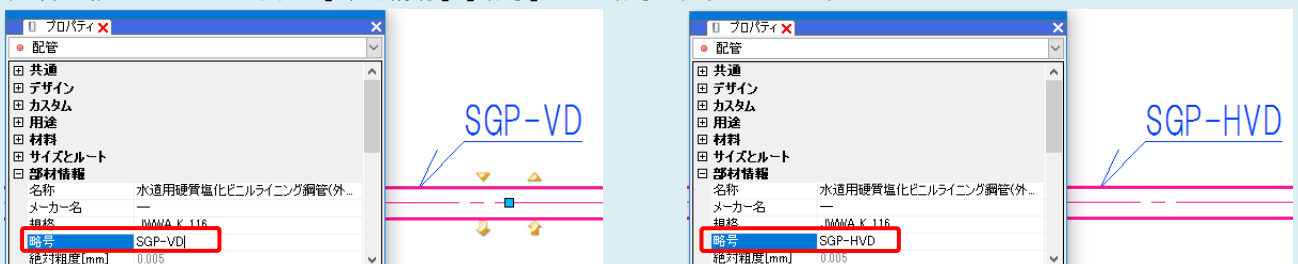 プロパティ
配管
共通
デザイン
カスタム
用途
材料
サイズとルート
部材情報
名称 水道用硬質塩化ビニルライニング鋼管(外...
メーカー名 ―
規格 JWWA K 116
略号 SGP-VD
絶対粗度[mm] 0.005
SGP-VD
プロパティ
配管
共通
デザイン
カスタム
用途
材料
サイズとルート
部材情報
名称 水道用硬質塩化ビニルライニング鋼管(外...
メーカー名 ―
規格 JWWA K 116
略号 SGP-HVD
絶対粗度[mm] 0.005
SGP-HVD